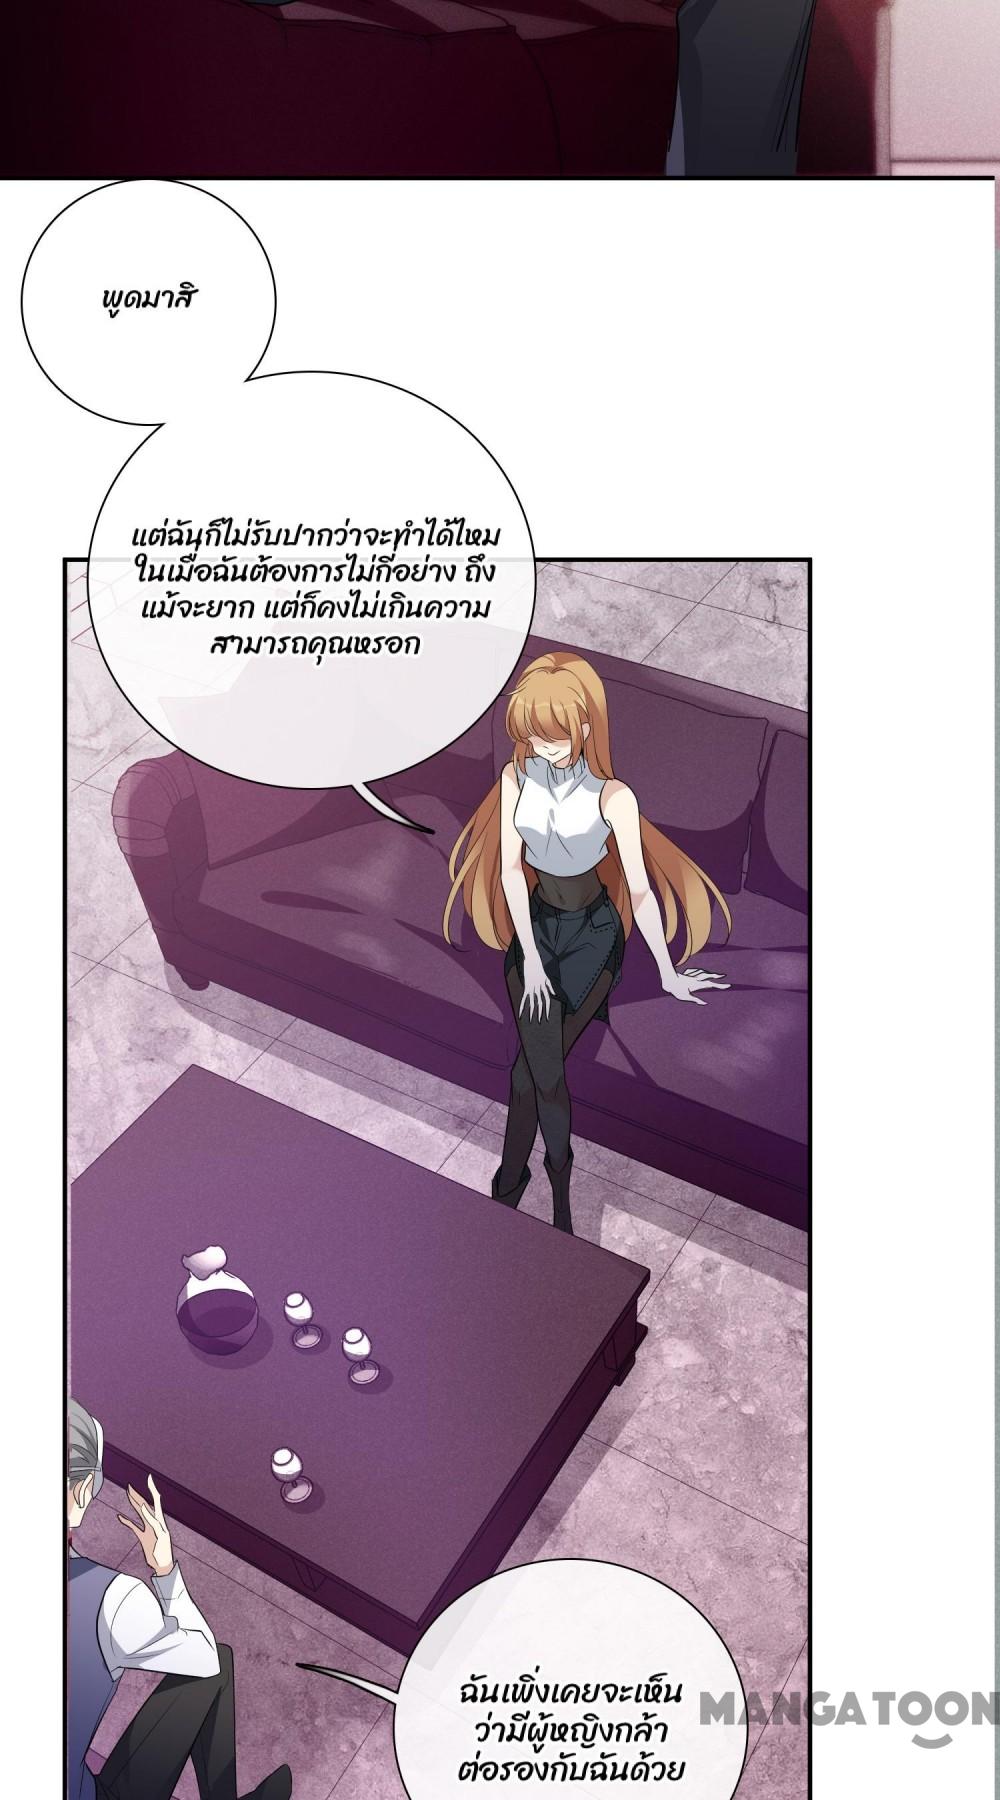 พูดมาสิ
แต่ฉันก็ไม่รับปากว่าจะทำได้ไหม
ในเมื่อฉันต้องการไม่กี่อย่าง ถึง
แม้จะยาก แต่ก็คงไม่เกินความ
สามารถคุณหรอก
ฉันเพิ่งเคยจะเห็น
ว่ามีผู้หญิงกล้า
ต่อรองกับฉันด้วย
MANGATOON